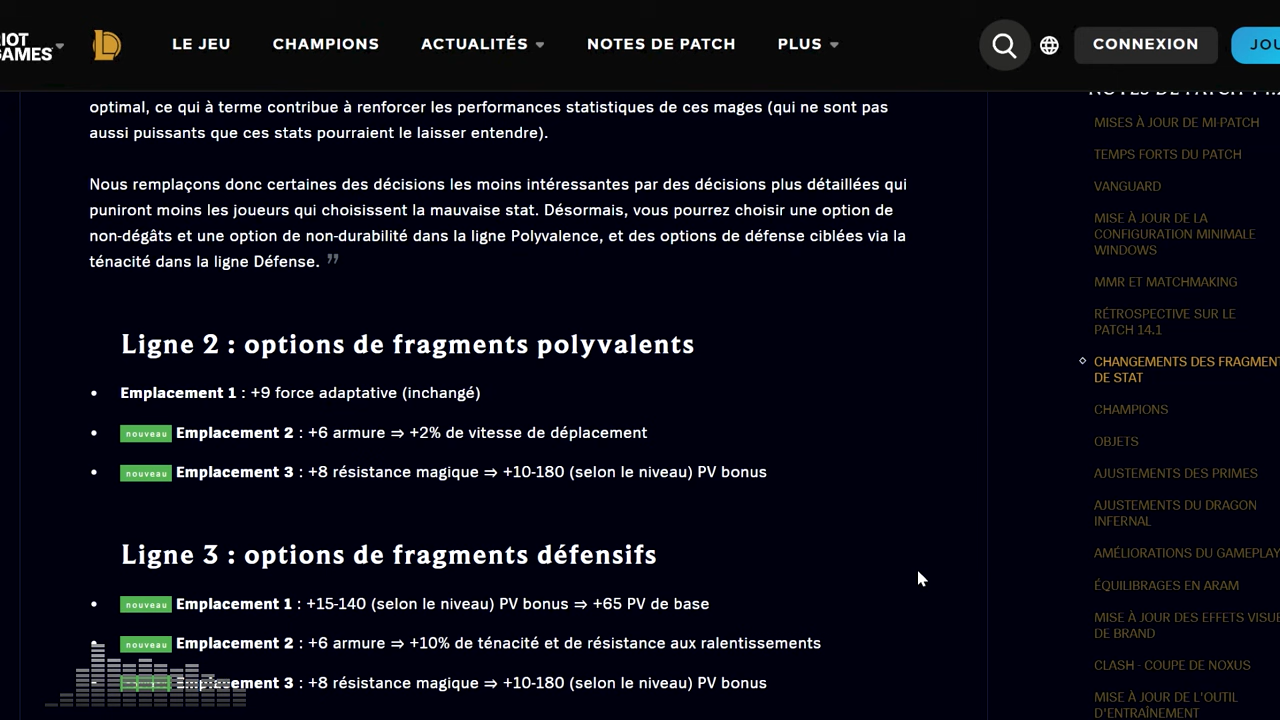 RIOT
GAMES
LE JEU CHAMPIONS ACTUALITÉS NOTES DE PATCH PLUS CONNEXION
optimal, ce qui à terme contribue à renforcer les performances statistiques de ces mages (qui ne sont pas
aussi puissants que ces stats pourraient le laisser entendre).
Nous remplaçons donc certaines des décisions les moins intéressantes par des décisions plus détaillées qui
puniront moins les joueurs qui choisissent la mauvaise stat. Désormais, vous pourrez choisir une option de
non-dégâts et une option de non-durabilité dans la ligne Polyvalence, et des options de défense ciblées via la
ténacité dans la ligne Défense. ”
Ligne 2 : options de fragments polyvalents
• Emplacement 1 : +9 force adaptative (inchangé)
• nouveau Emplacement 2 : +6 armure ⇒ +2% de vitesse de déplacement
• nouveau Emplacement 3 : +8 résistance magique ⇒ +10-180 (selon le niveau) PV bonus
Ligne 3 : options de fragments défensifs
• nouveau Emplacement 1 : +15-140 (selon le niveau) PV bonus ⇒ +65 PV de base
• nouveau Emplacement 2 : +6 armure ⇒ +10% de ténacité et de résistance aux ralentissements
Emplacement 3 : +8 résistance magique ⇒ +10-180 (selon le niveau) PV bonus
NOTES DE PATCH
MISES À JOUR DE MI-PATCH
TEMPS FORTS DU PATCH
VANGUARD
MISE À JOUR DE LA
CONFIGURATION MINIMALE
WINDOWS
MMR ET MATCHMAKING
RÉTROSPECTIVE SUR LE
PATCH 14.1
CHANGEMENTS DES FRAGMENT
DE STAT
CHAMPIONS
OBJETS
AJUSTEMENTS DES PRIMES
AJUSTEMENTS DU DRAGON
INFERNAL
AMÉLIORATIONS DU GAMEPLAY
ÉQUILIBRAGES EN ARAM
MISE À JOUR DES EFFETS VISUE
DE BRAND
CLASH - COUPE DE NOXUS
MISE À JOUR DE L'OUTIL
D'ENTRAÎNEMENT